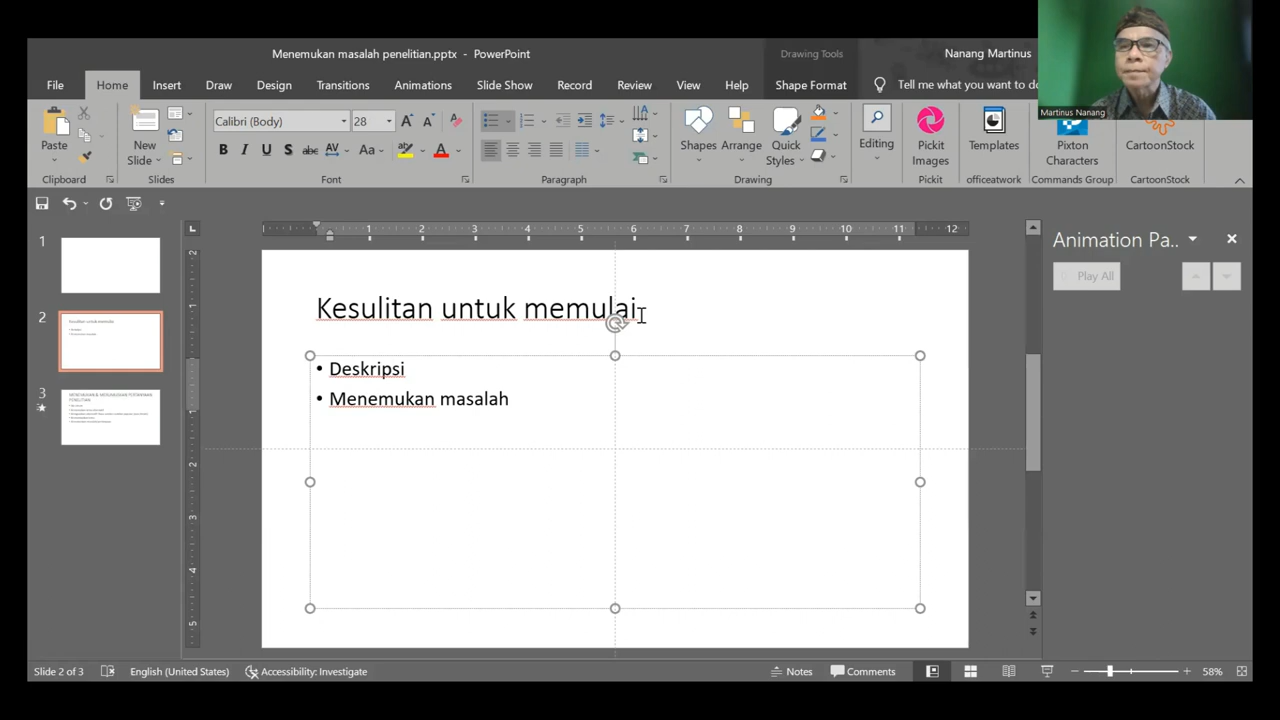 Menemukan masalah penelitian.pptx - PowerPoint
Drawing Tools
Nanang Martinus
Martinus Nanang
File Home Insert Draw Design Transitions Animations Slide Show Record Review View Help Shape Format Tell me what you want to do
Calibri (Body) 28
Paste
New Slide
Shapes
Arrange
Quick Styles
Editing
Pickit Images
Templates
Pixton Characters
CartoonStock
Clipboard Slides Font Paragraph Drawing Pickit officeatwork Commands Group CartoonStock
Animation Pa..
Play All
1
2
3
Kesulitan untuk memulai
• Deskripsi
• Menemukan masalah
Slide 2 of 3 English (United States) Accessibility: Investigate Notes Comments 58%